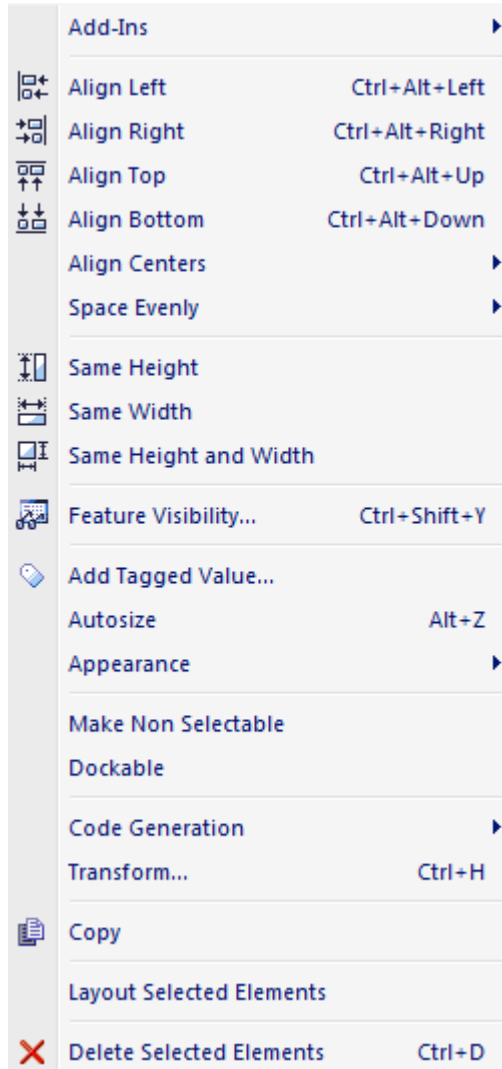 Add-Ins
Align Left Ctrl+Alt+Left
Align Right Ctrl+Alt+Right
Align Top Ctrl+Alt+Up
Align Bottom Ctrl+Alt+Down
Align Centers
Space Evenly
Same Height
Same Width
Same Height and Width
Feature Visibility... Ctrl+Shift+Y
Add Tagged Value...
Autosize Alt+Z
Appearance
Make Non Selectable
Dockable
Code Generation
Transform... Ctrl+H
Copy
Layout Selected Elements
Delete Selected Elements Ctrl+D